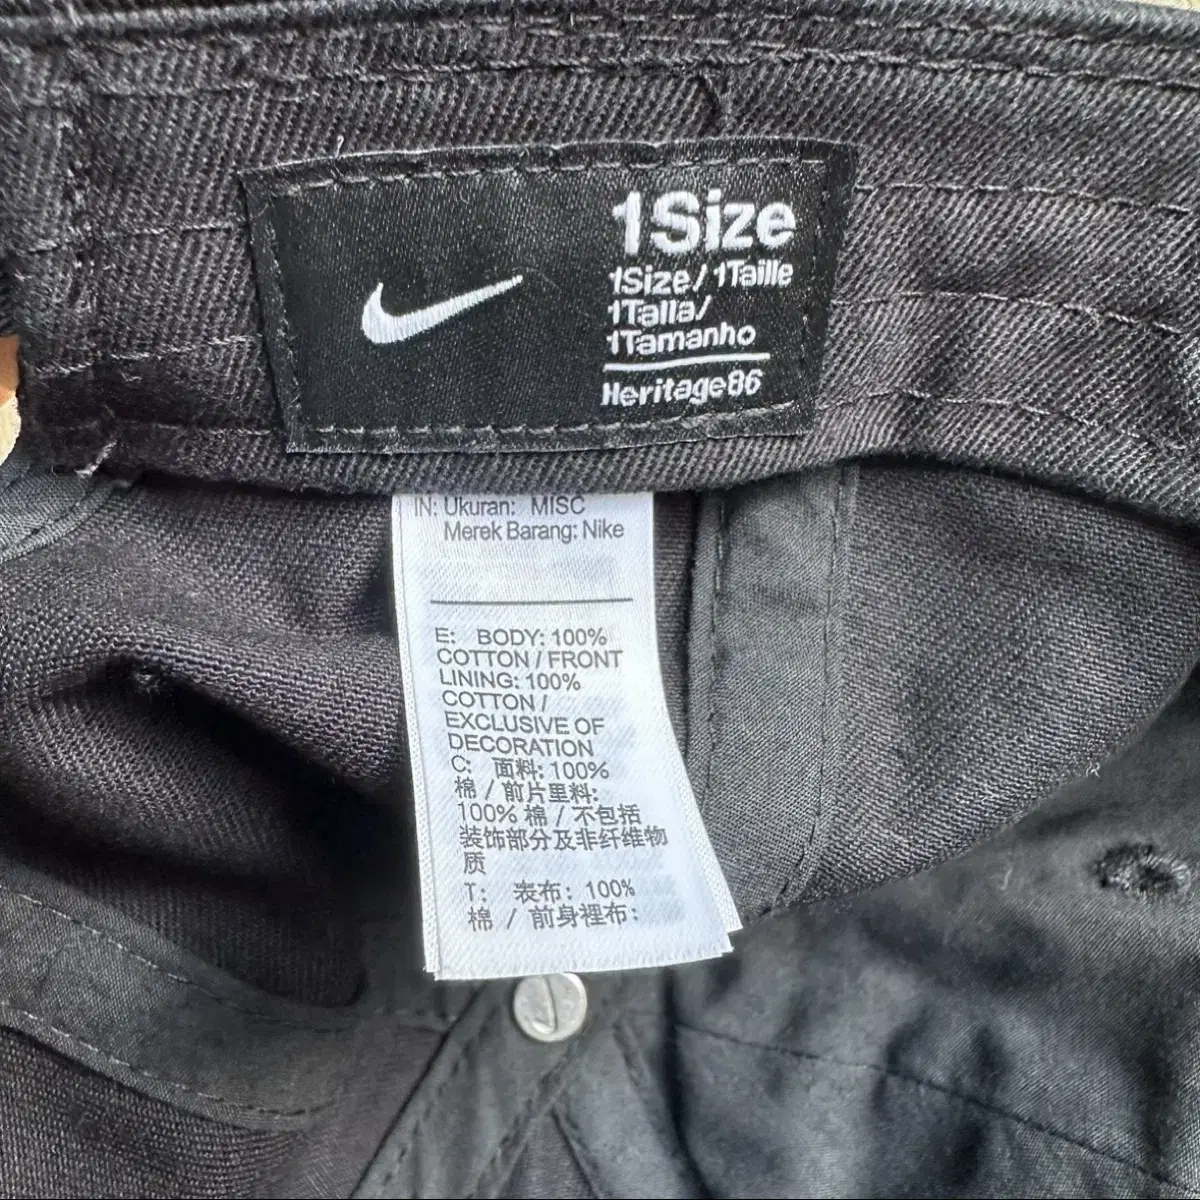 1Size
1Size/1Taille
1Talla/
1Tamanho
Heritage86
IN: Ukuran: MISC
Merek Barang: Nike
E: BODY: 100%
COTTON / FRONT
LINING: 100%
COTTON /
EXCLUSIVE OF
DECORATION
C: 面料: 100%
棉 / 前片里料:
100% 棉 / 不包括
装饰部分及非纤维物
质
T: 表布: 100%
棉 / 前身裡布: